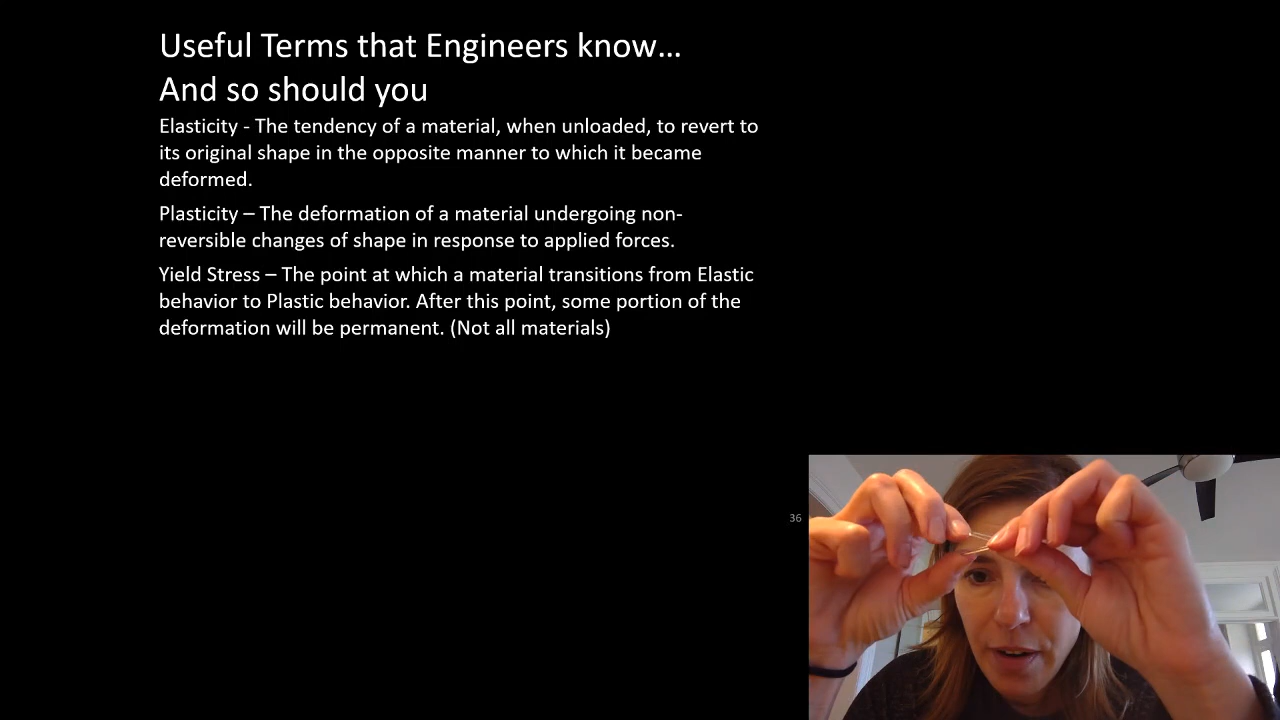 Useful Terms that Engineers know…
And so should you
Elasticity - The tendency of a material, when unloaded, to revert to
its original shape in the opposite manner to which it became
deformed.
Plasticity – The deformation of a material undergoing non-
reversible changes of shape in response to applied forces.
Yield Stress – The point at which a material transitions from Elastic
behavior to Plastic behavior. After this point, some portion of the
deformation will be permanent. (Not all materials)
36